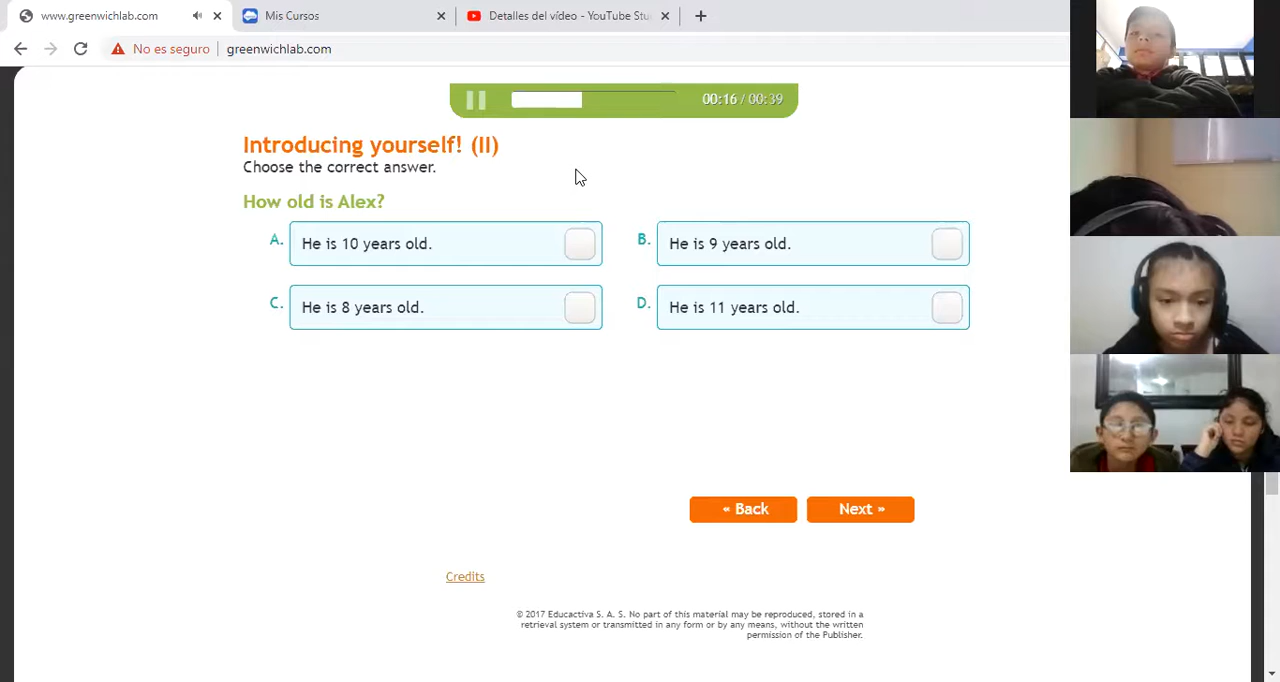 www.greenwichlab.com
Mis Cursos
Detalles del vídeo - YouTube Stu
No es seguro
greenwichlab.com
00:16 / 00:39
Introducing yourself! (II)
Choose the correct answer.
How old is Alex?
A. He is 10 years old.
B. He is 9 years old.
C. He is 8 years old.
D. He is 11 years old.
« Back
Next »
Credits
© 2017 Educactiva S. A. S. No part of this material may be reproduced, stored in a
retrieval system or transmitted in any form or by any means, without the written
permission of the Publisher.